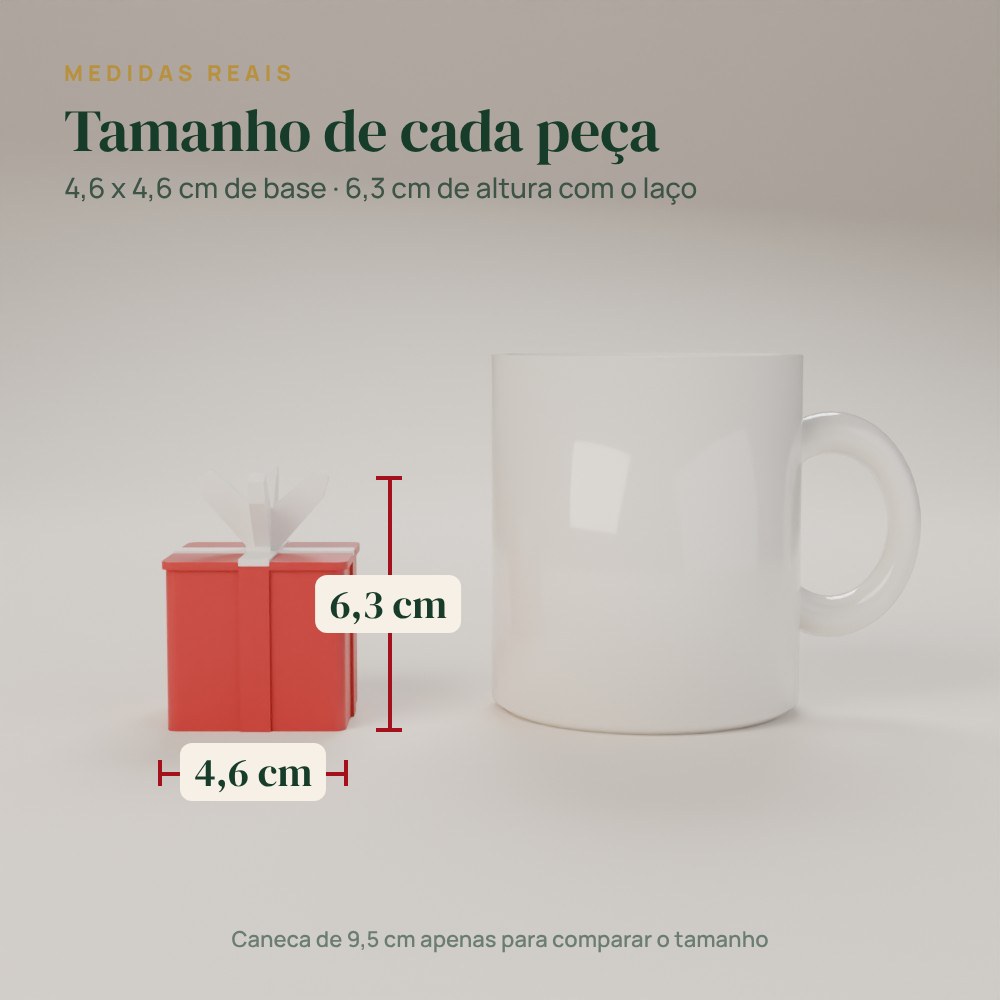 MEDIDAS REAIS
Tamanho de cada peça
4,6 x 4,6 cm de base · 6,3 cm de altura com o laço
6,3 cm
4,6 cm
Caneca de 9,5 cm apenas para comparar o tamanho